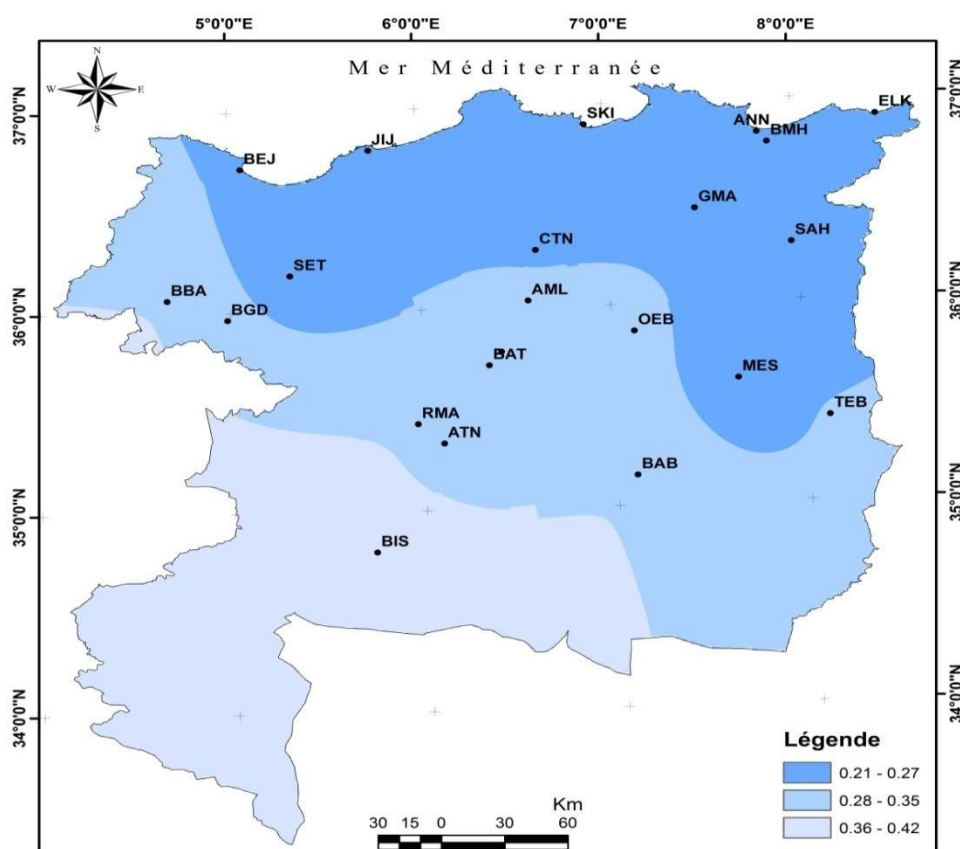 5°0'0"E 6°0'0"E 7°0'0"E 8°0'0"E
Mer Méditerranée
N
W E
S
37°0'0"N
36°0'0"N
35°0'0"N
34°0'0"N
37°0'0"N
36°0'0"N
35°0'0"N
34°0'0"N
ELK
SKI
ANN
BMH
JIJ
BEJ
GMA
SAH
CTN
SET
AML
BBA
BGD
OEB
BAT
MES
TEB
RMA
ATN
BAB
BIS
Légende
0.21 - 0.27
0.28 - 0.35
0.36 - 0.42
Km
30 15 0 30 60